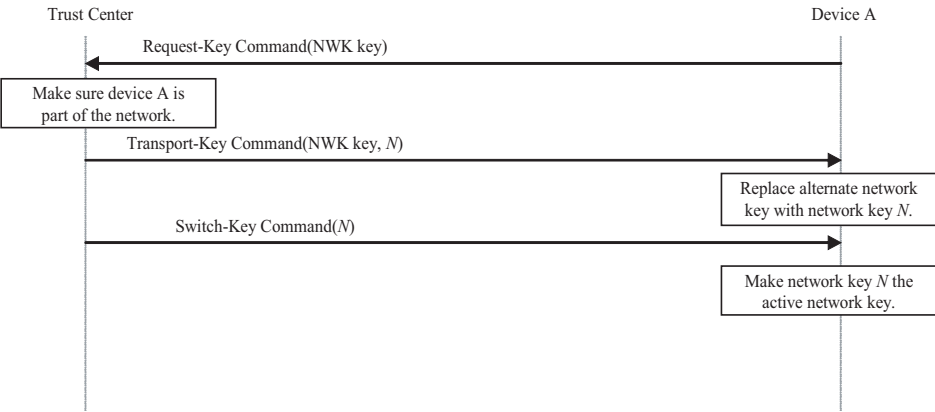 Trust Center
Device A
Request-Key Command(NWK key)
Make sure device A is
part of the network.
Transport-Key Command(NWK key, N)
Replace alternate network
key with network key N.
Switch-Key Command(N)
Make network key N the
active network key.